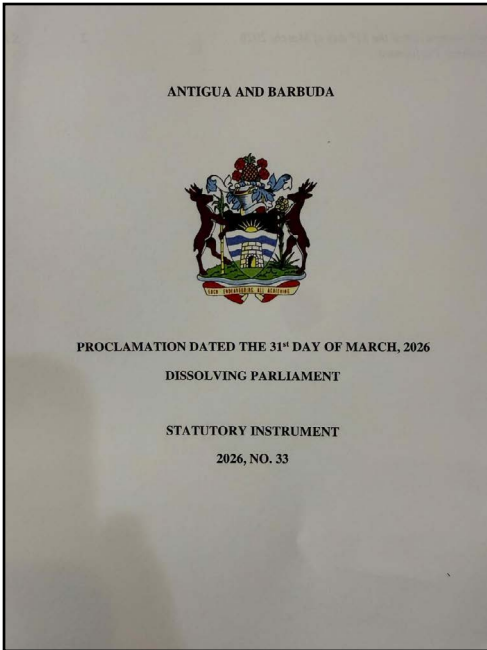 ANTIGUA AND BARBUDA
EACH ENDEAVOURING, ALL ACHIEVING
PROCLAMATION DATED THE 31st DAY OF MARCH, 2026
DISSOLVING PARLIAMENT
STATUTORY INSTRUMENT
2026, NO. 33